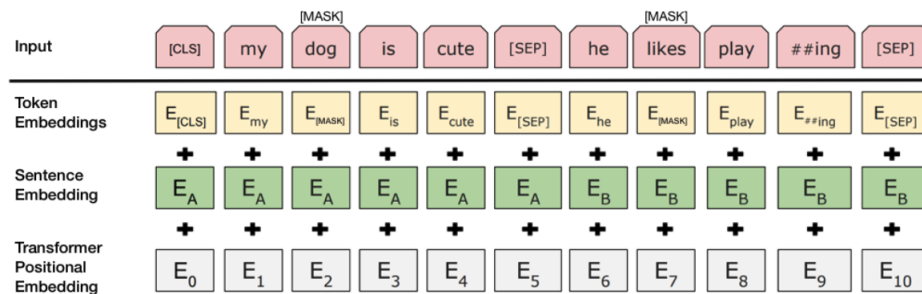 [MASK] [MASK]
Input [CLS] my dog is cute [SEP] he likes play ##ing [SEP]
Token
Embeddings E[CLS] Emy E[MASK] Eis Ecute E[SEP] Ehe E[MASK] Eplay E##ing E[SEP]
+ + + + + + + + + + +
Sentence
Embedding EA EA EA EA EA EA EB EB EB EB EB
+ + + + + + + + + + +
Transformer
Positional
Embedding E0 E1 E2 E3 E4 E5 E6 E7 E8 E9 E10